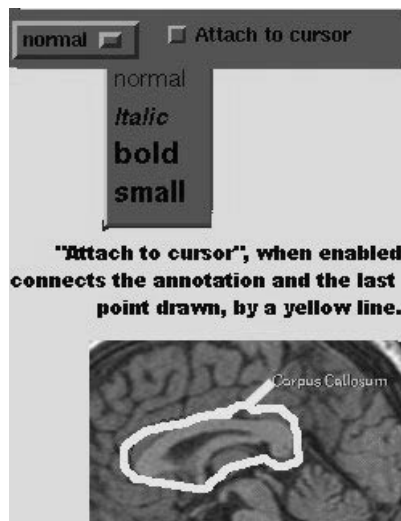 normal Attach to cursor
normal
Italic
bold
small
"Attach to cursor", when enabled
connects the annotation and the last
point drawn, by a yellow line.
Corpus Callosum